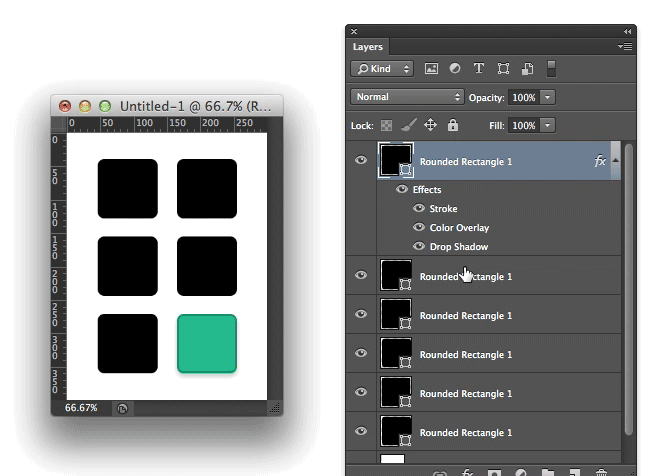 Layers
Kind
Untitled-1 @ 66.7% (R...
Normal Opacity: 100%
0 50 100 150 200 250
Lock: Fill: 100%
0
50
100
150
200
250
300
350
Rounded Rectangle 1 fx
Effects
Stroke
Color Overlay
Drop Shadow
Rounded Rectangle 1
Rounded Rectangle 1
Rounded Rectangle 1
Rounded Rectangle 1
Rounded Rectangle 1
66.67%
fx